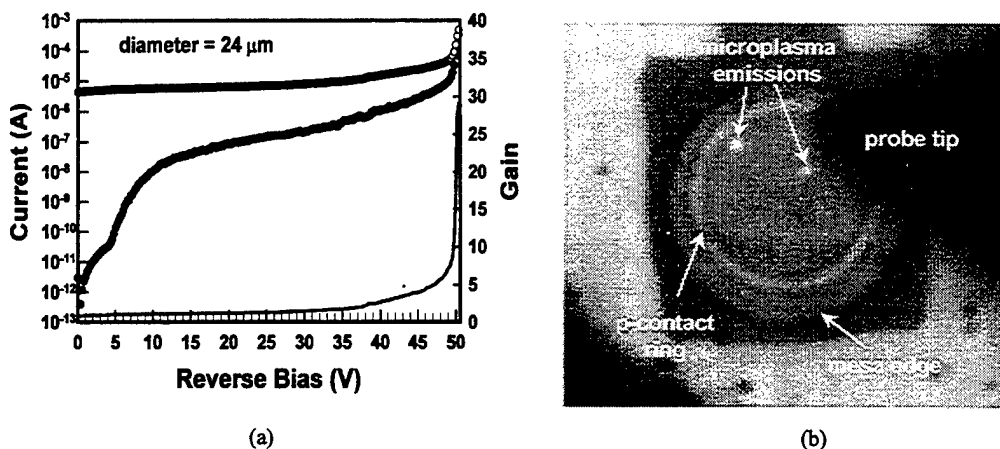 diameter = 24 μm
10⁻³
10⁻⁴
10⁻⁵
10⁻⁶
10⁻⁷
10⁻⁸
10⁻⁹
10⁻¹⁰
10⁻¹¹
10⁻¹²
10⁻¹³
Current (A)
40
35
30
25
20
15
10
5
0
Gain
0 5 10 15 20 25 30 35 40 45 50
Reverse Bias (V)
(a)
microplasma
emissions
probe tip
p-contact
ring
mesa edge
(b)